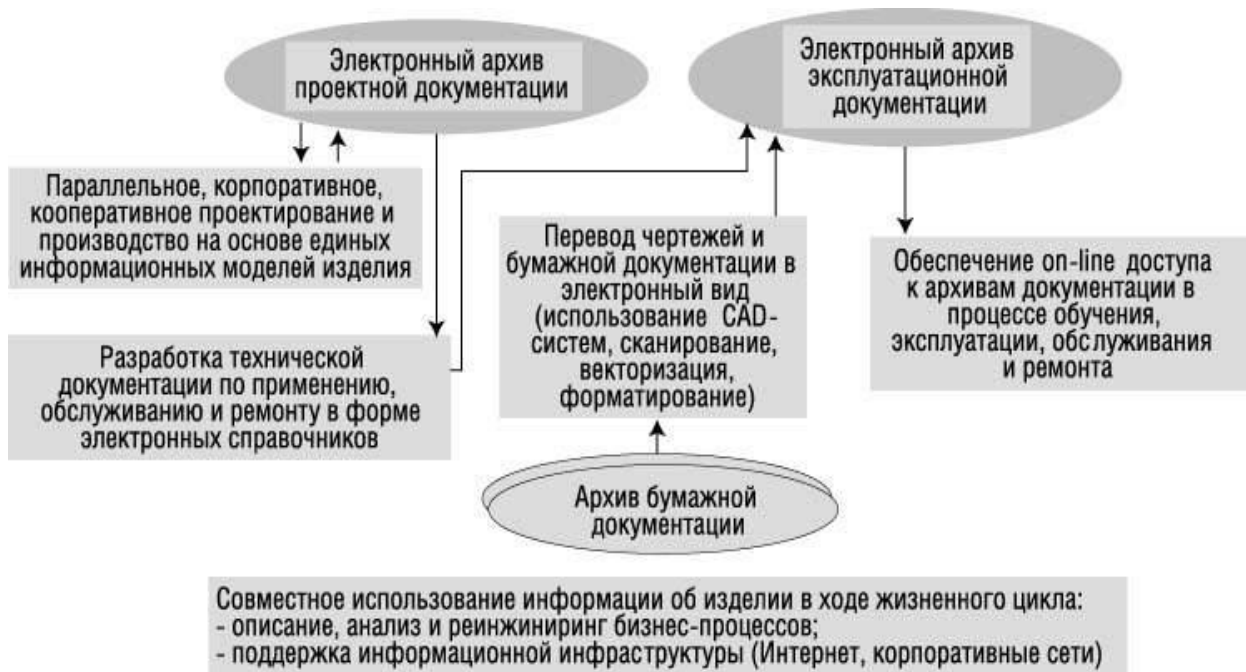 Электронный архив
проектной документации
Электронный архив
эксплуатационной
документации
Параллельное, корпоративное,
кооперативное проектирование и
производство на основе единых
информационных моделей изделия
Перевод чертежей и
бумажной документации в
электронный вид
(использование CAD-
систем, сканирование,
векторизация,
форматирование)
Обеспечение on-line доступа
к архивам документации в
процессе обучения,
эксплуатации, обслуживания
и ремонта
Разработка технической
документации по применению,
обслуживанию и ремонту в форме
электронных справочников
Архив бумажной
документации
Совместное использование информации об изделии в ходе жизненного цикла:
- описание, анализ и реинжиниринг бизнес-процессов;
- поддержка информационной инфраструктуры (Интернет, корпоративные сети)